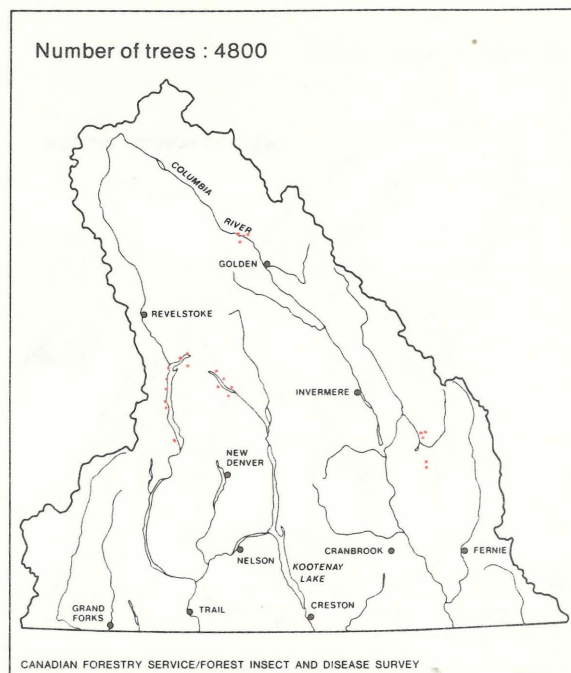 Number of trees : 4800
COLUMBIA
RIVER
GOLDEN
REVELSTOKE
INVERMERE
NEW
DENVER
NELSON
KOOTENAY
LAKE
CRANBROOK
FERNIE
GRAND
FORKS
TRAIL
CRESTON
CANADIAN FORESTRY SERVICE/FOREST INSECT AND DISEASE SURVEY